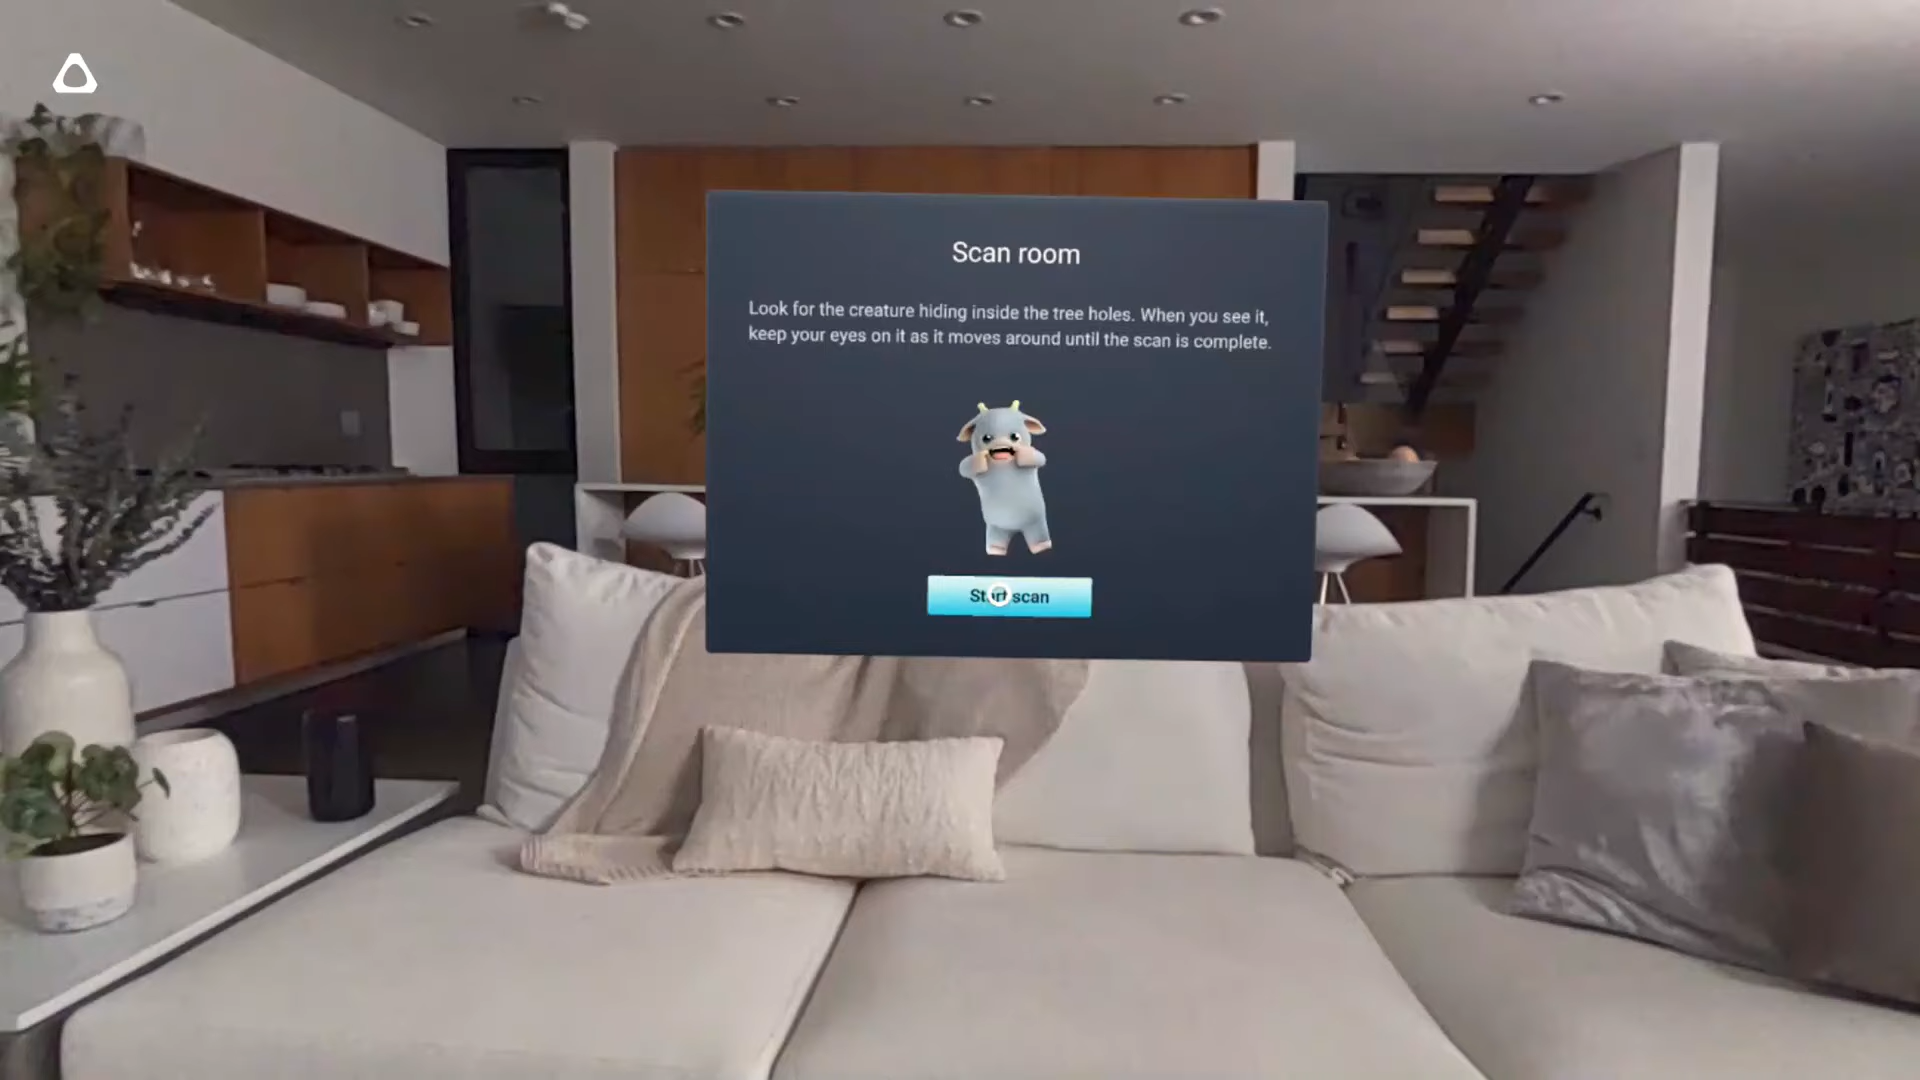 Scan room
Look for the creature hiding inside the tree holes. When you see it,
keep your eyes on it as it moves around until the scan is complete.
Start scan